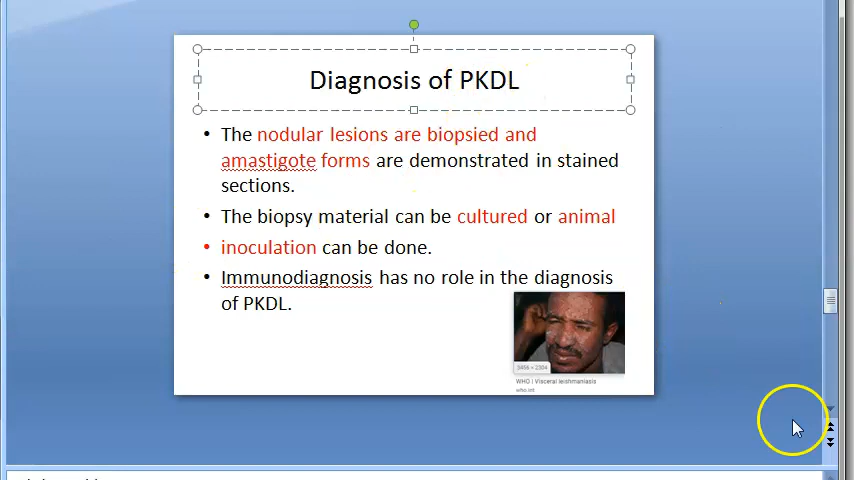 Diagnosis of PKDL
• The nodular lesions are biopsied and
amastigote forms are demonstrated in stained
sections.
• The biopsy material can be cultured or animal
• inoculation can be done.
• Immunodiagnosis has no role in the diagnosis
of PKDL.
WHO | Visceral leishmaniasis
who.int